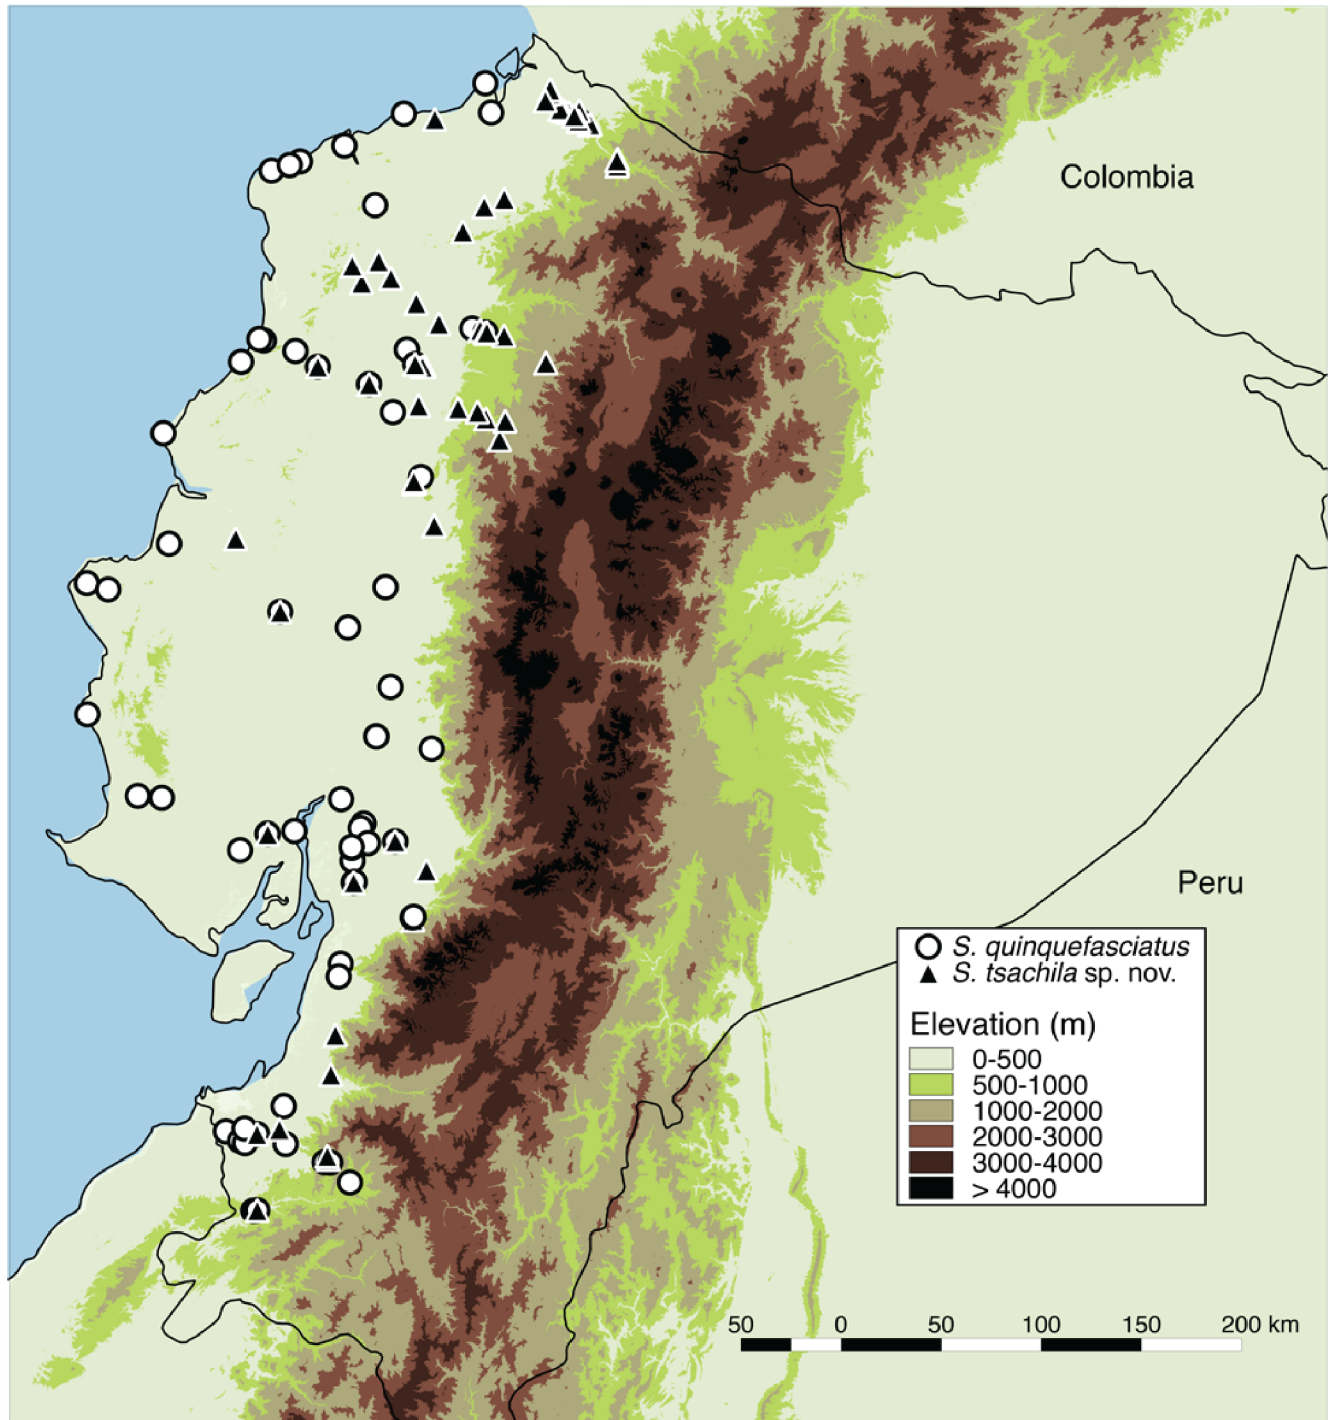 Colombia
Peru
S. quinquefasciatus
S. tsachila sp. nov.
Elevation (m)
0-500
500-1000
1000-2000
2000-3000
3000-4000
> 4000
50 0 50 100 150 200 km